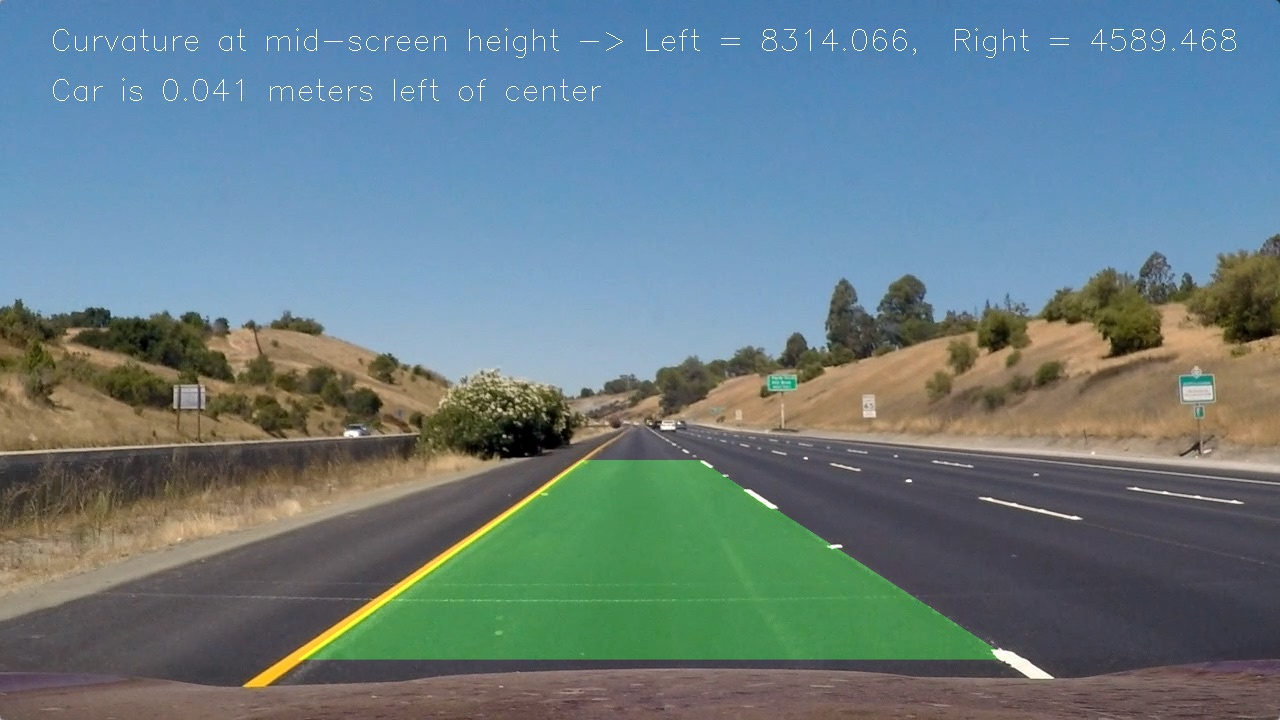 Curvature at mid-screen height -> Left = 8314.066, Right = 4589.468
Car is 0.041 meters left of center